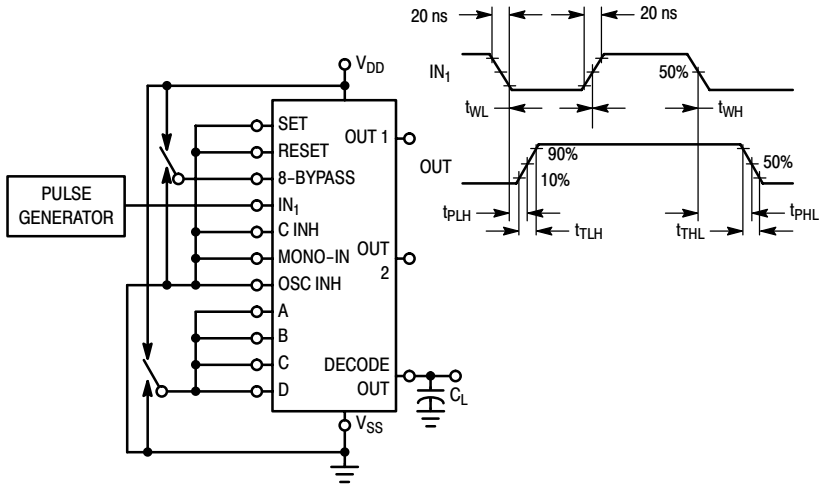 20 ns
20 ns
VDD
IN1
50%
tWL
tWH
SET
RESET
8–BYPASS
IN1
C INH
MONO–IN
OSC INH
A
B
C
D
OUT 1
OUT
2
DECODE
OUT
PULSE
GENERATOR
OUT
90%
10%
50%
tPLH
tTLH
tTHL
tPHL
CL
VSS